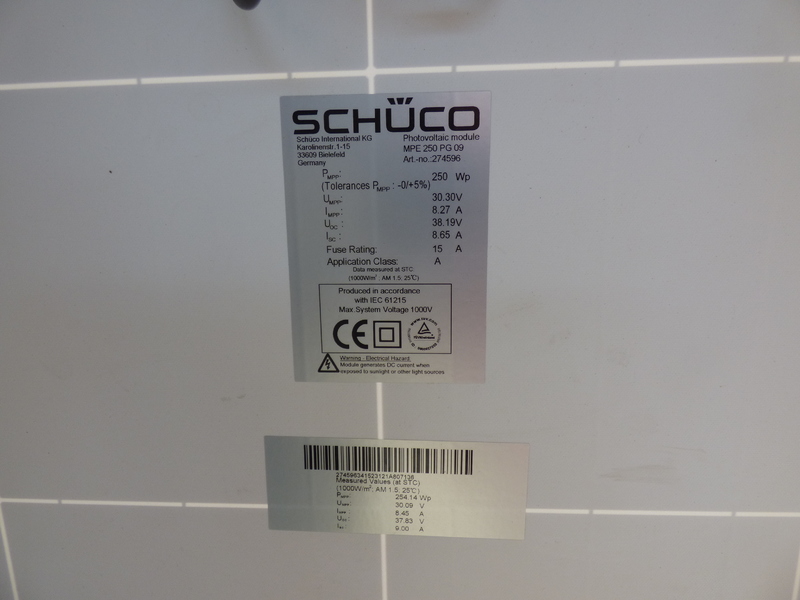 SCHÜCO
Schüco International KG
Karolinenstr.1-15
33609 Bielefeld
Germany
Photovoltaic module
MPE 250 PG 09
Art.-no.:274596
PMPP: 250 Wp
(Tolerances PMPP : -0/+5%)
UMPP: 30.30V
IMPP: 8.27 A
UOC: 38.19V
ISC : 8.65 A
Fuse Rating: 15 A
Application Class: A
Data measured at STC:
(1000W/m², AM 1.5, 25℃)
Produced in accordance
with IEC 61215
Max.System Voltage 1000V
CE
www.tuv.com
TÜVRheinland
Warning : Electrical Hazard
Module generates DC current when
exposed to sunlight or other light sources
274596341523121A807136
Measured Values (at STC)
(1000W/m²; AM 1.5; 25℃)
PMPP: 254.14 Wp
UMPP: 30.09 V
IMPP: 8.45 A
UOC: 37.83 V
ISC: 9.00 A